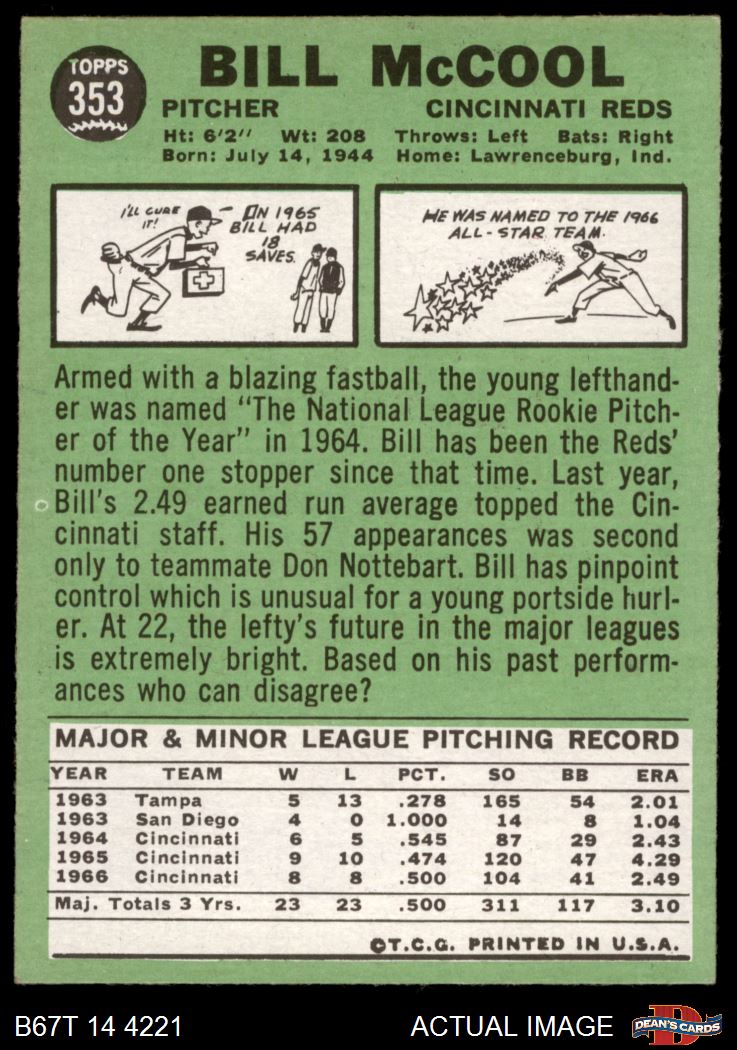 TOPPS
353
BILL McCOOL
PITCHER CINCINNATI REDS
Ht: 6'2" Wt: 208 Throws: Left Bats: Right
Born: July 14, 1944 Home: Lawrenceburg, Ind.
I'LL CURE
IT!
IN 1965
BILL HAD
18
SAVES.
HE WAS NAMED TO THE 1966
ALL-STAR TEAM.
Armed with a blazing fastball, the young lefthand-
er was named "The National League Rookie Pitch-
er of the Year" in 1964. Bill has been the Reds'
number one stopper since that time. Last year,
Bill's 2.49 earned run average topped the Cin-
cinnati staff. His 57 appearances was second
only to teammate Don Nottebart. Bill has pinpoint
control which is unusual for a young portside hurl-
er. At 22, the lefty's future in the major leagues
is extremely bright. Based on his past perform-
ances who can disagree?
MAJOR & MINOR LEAGUE PITCHING RECORD
YEAR TEAM W L PCT. SO BB ERA
1963 Tampa 5 13 .278 165 54 2.01
1963 San Diego 4 0 1.000 14 8 1.04
1964 Cincinnati 6 5 .545 87 29 2.43
1965 Cincinnati 9 10 .474 120 47 4.29
1966 Cincinnati 8 8 .500 104 41 2.49
Maj. Totals 3 Yrs. 23 23 .500 311 117 3.10
©T.C.G. PRINTED IN U.S.A.
B67T 14 4221 ACTUAL IMAGE DEAN'S CARDS